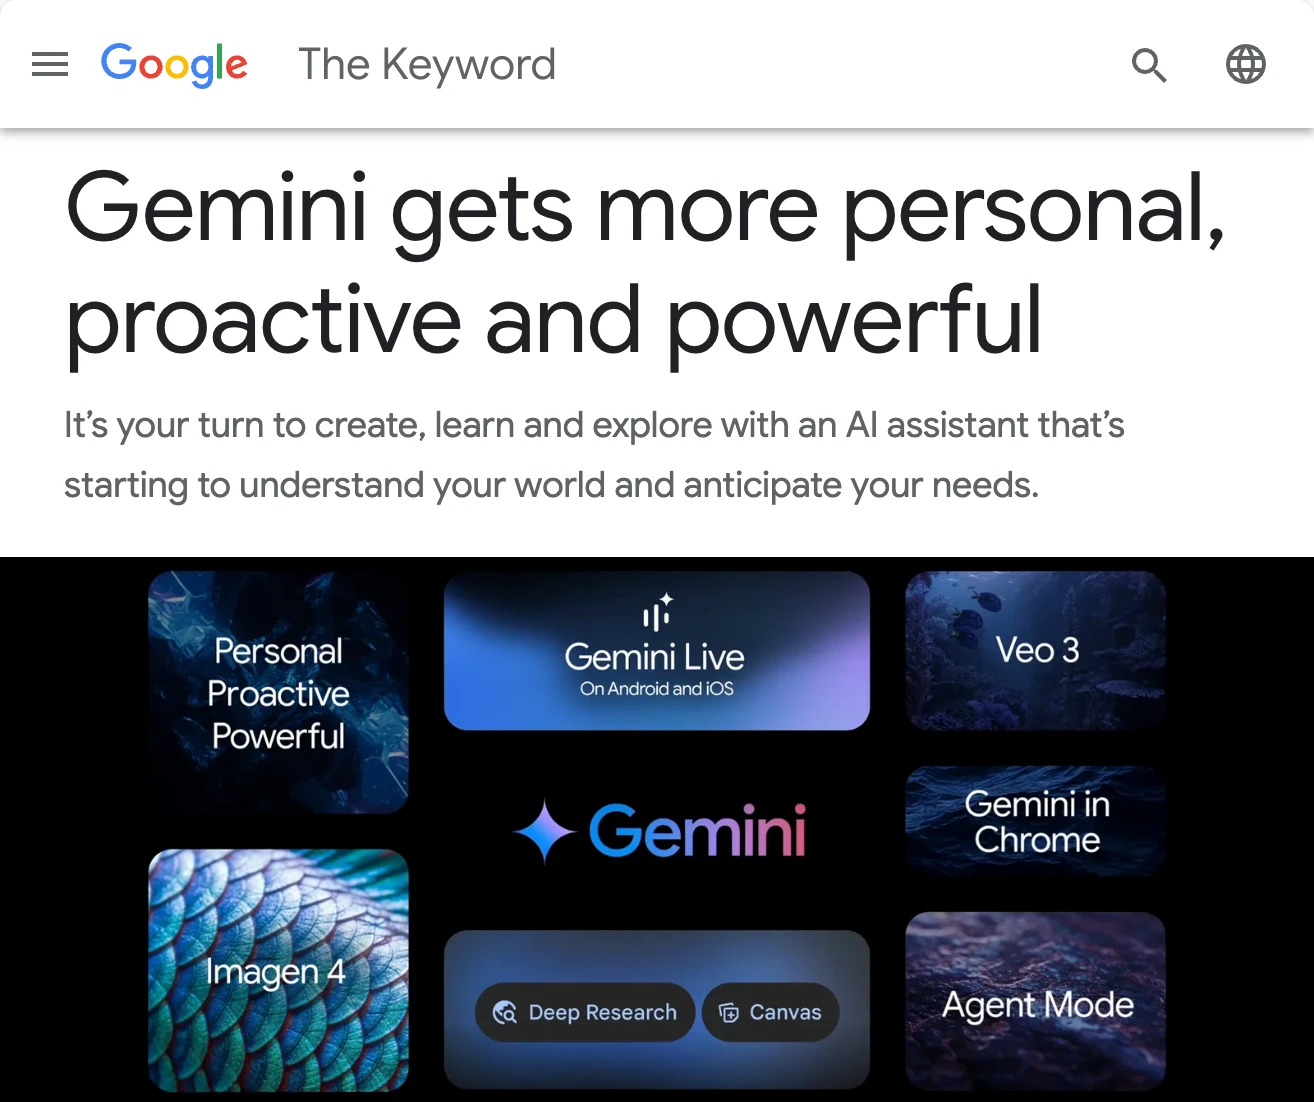 Google The Keyword
Gemini gets more personal,
proactive and powerful
It’s your turn to create, learn and explore with an AI assistant that’s
starting to understand your world and anticipate your needs.
Personal
Proactive
Powerful
Gemini Live
On Android and iOS
Veo 3
Gemini
Gemini in
Chrome
Imagen 4
Deep Research
Canvas
Agent Mode